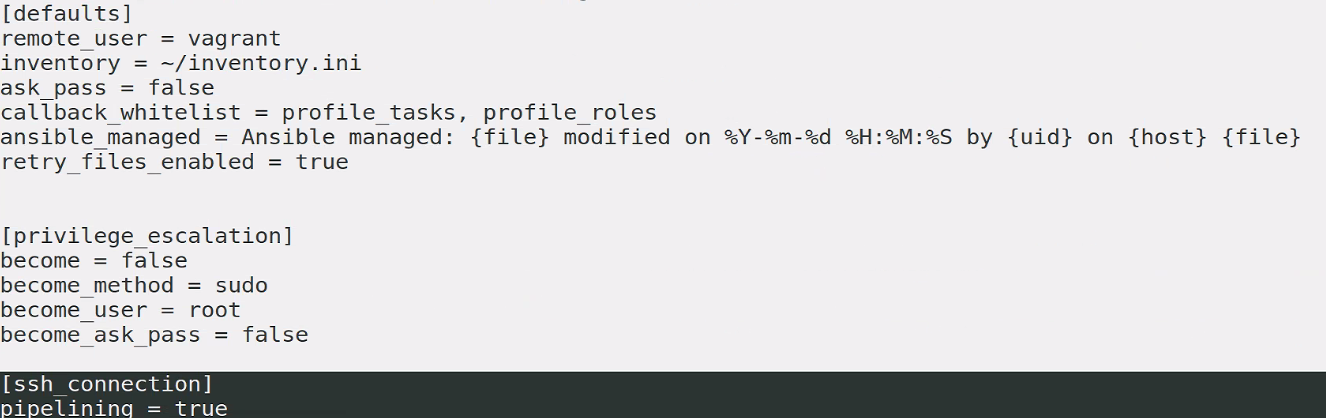 [defaults]
remote_user = vagrant
inventory = ~/inventory.ini
ask_pass = false
callback_whitelist = profile_tasks, profile_roles
ansible_managed = Ansible managed: {file} modified on %Y-%m-%d %H:%M:%S by {uid} on {host} {file}
retry_files_enabled = true
[privilege_escalation]
become = false
become_method = sudo
become_user = root
become_ask_pass = false
[ssh_connection]
pipelining = true